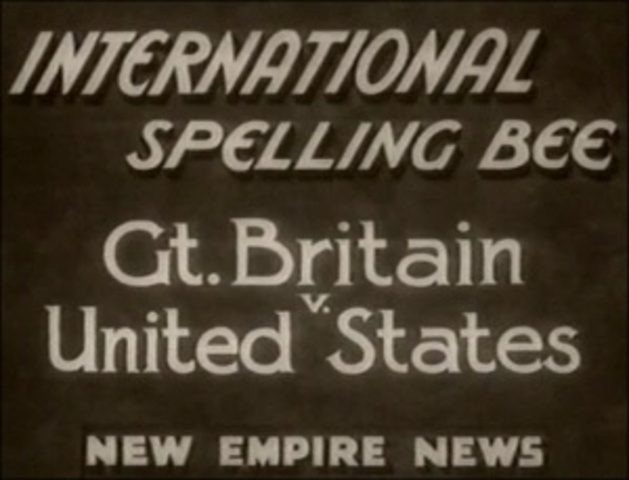 INTERNATIONAL
SPELLING BEE
Gt. Britain
v.
United States
NEW EMPIRE NEWS